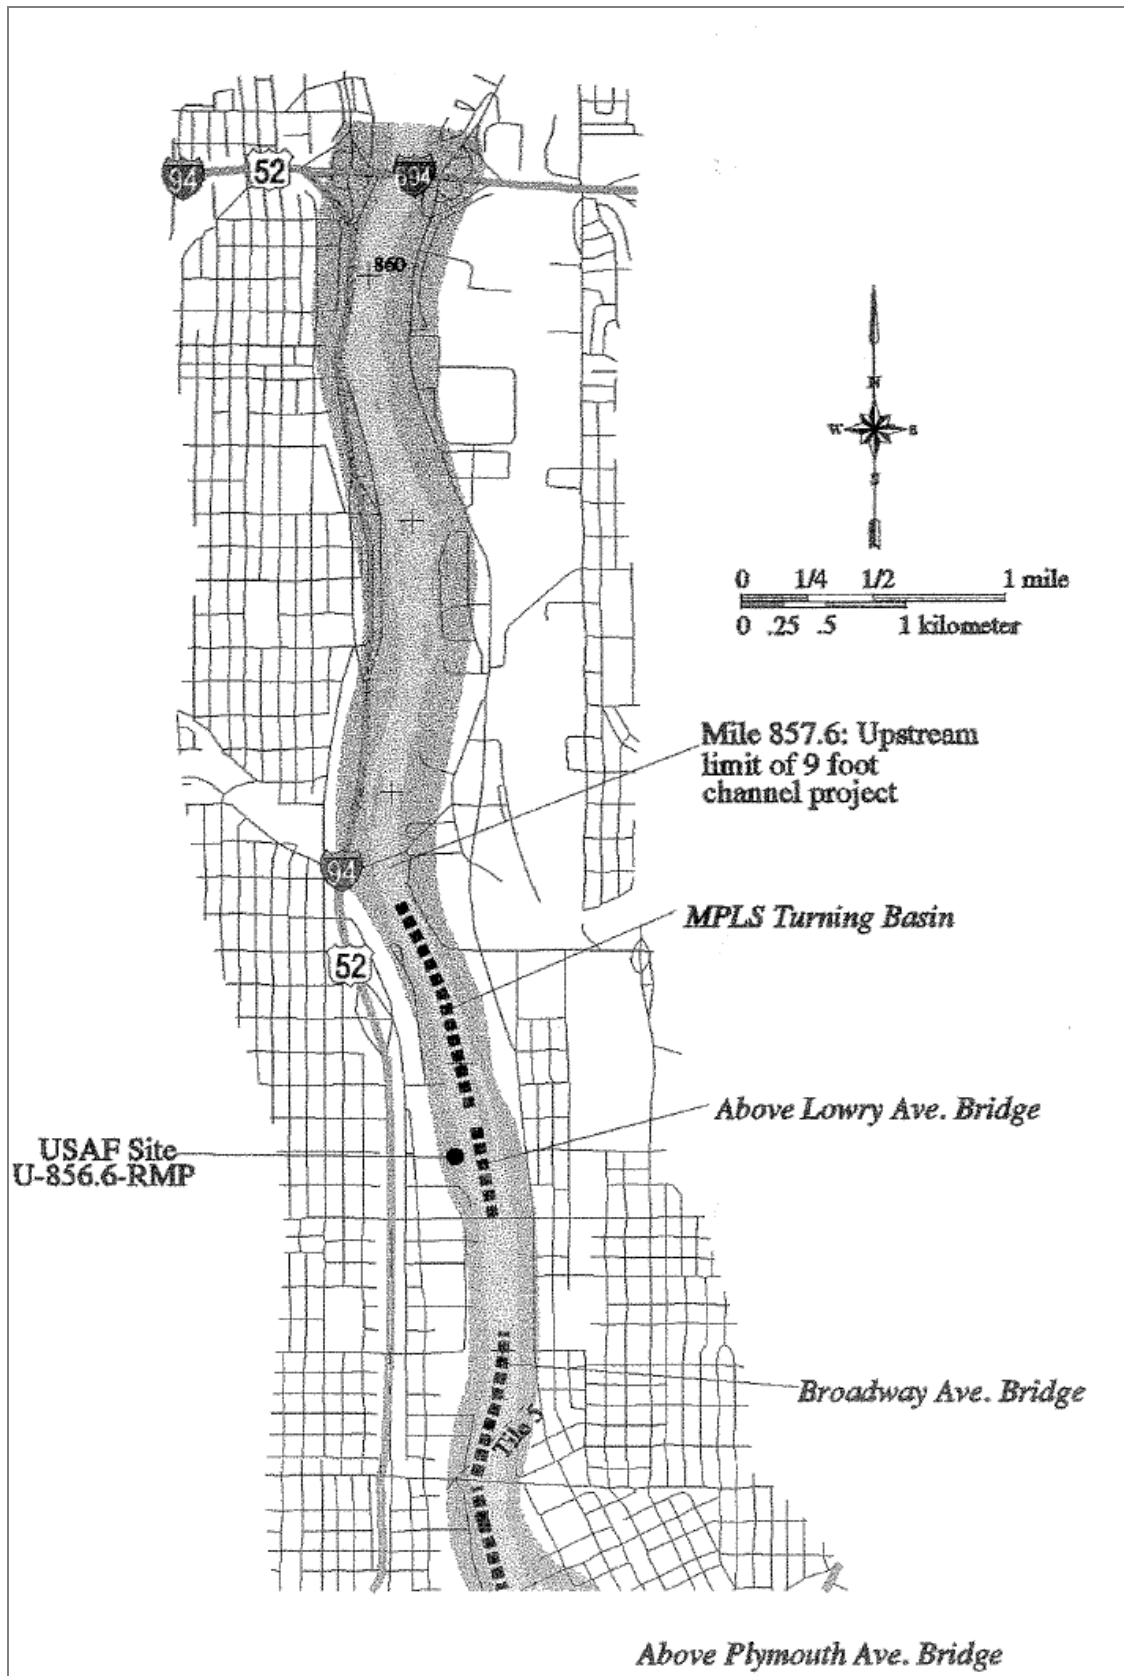 94
52
694
860
N
W
E
S
0 1/4 1/2 1 mile
0 .25 .5 1 kilometer
Mile 857.6: Upstream
limit of 9 foot
channel project
94
MPLS Turning Basin
52
Above Lowry Ave. Bridge
USAF Site
U-856.6-RMP
Broadway Ave. Bridge
Tile 5
Above Plymouth Ave. Bridge